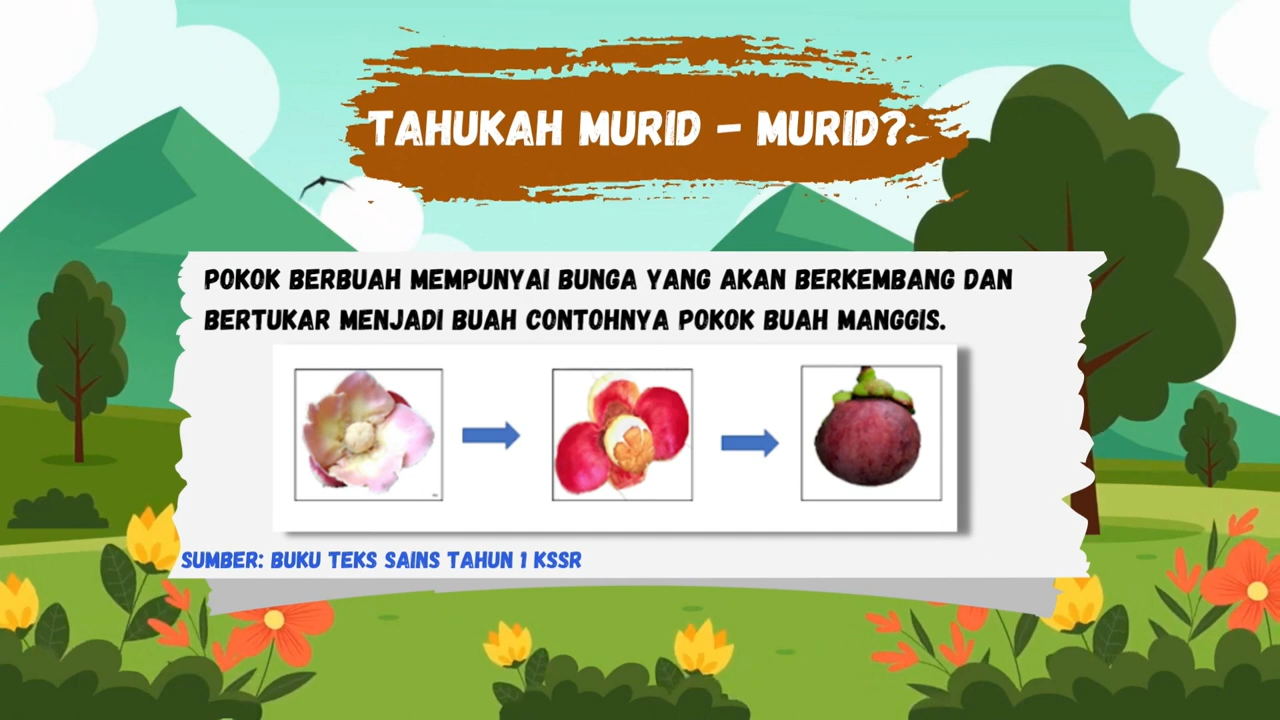 TAHUKAH MURID - MURID?
POKOK BERBUAH MEMPUNYAI BUNGA YANG AKAN BERKEMBANG DAN
BERTUKAR MENJADI BUAH CONTOHNYA POKOK BUAH MANGGIS.
SUMBER: BUKU TEKS SAINS TAHUN 1 KSSR